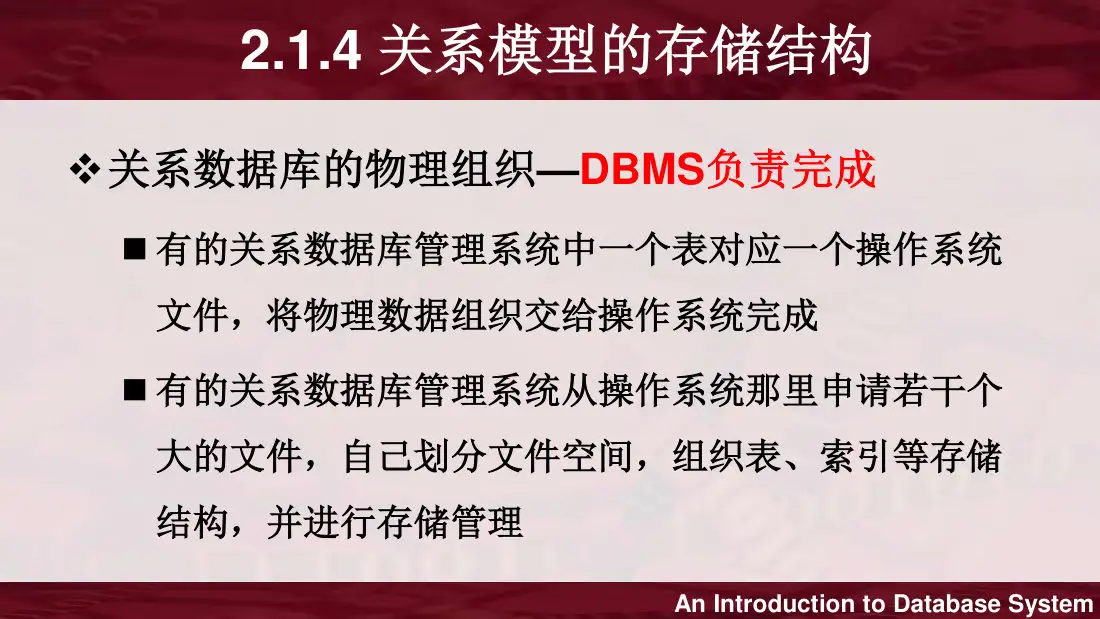 2.1.4 关系模型的存储结构
❖关系数据库的物理组织—DBMS负责完成
■ 有的关系数据库管理系统中一个表对应一个操作系统
文件，将物理数据组织交给操作系统完成
■ 有的关系数据库管理系统从操作系统那里申请若干个
大的文件，自己划分文件空间，组织表、索引等存储
结构，并进行存储管理
An Introduction to Database System